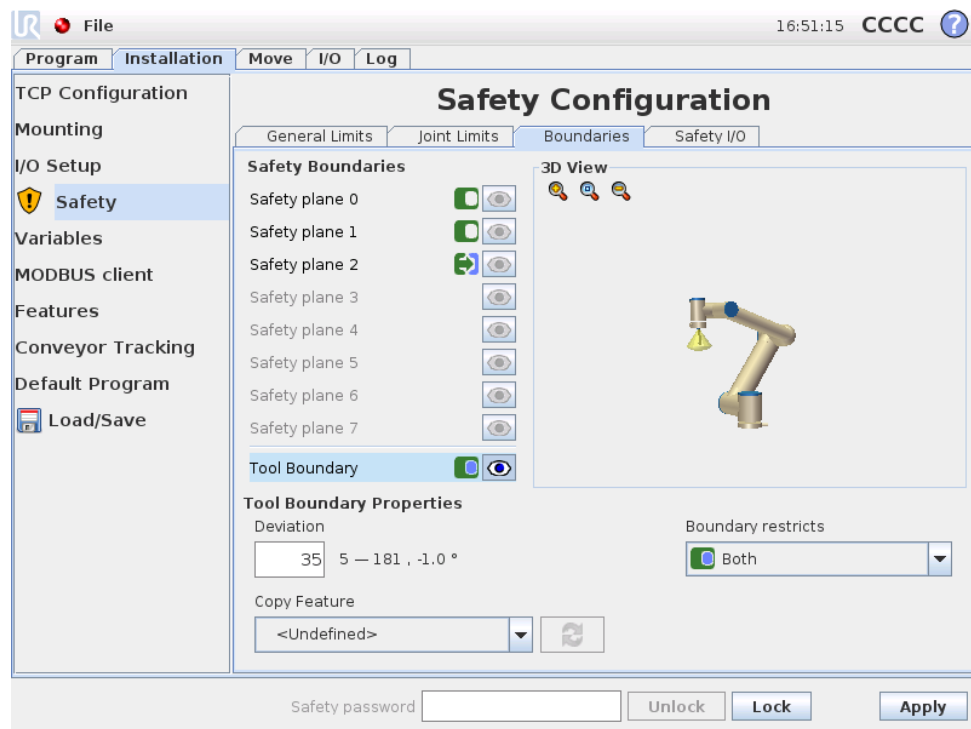 UR File 16:51:15 CCCC ?
Program Installation Move I/O Log
TCP Configuration
Mounting
I/O Setup
Safety
Variables
MODBUS client
Features
Conveyor Tracking
Default Program
Load/Save
Safety Configuration
General Limits Joint Limits Boundaries Safety I/O
Safety Boundaries
Safety plane 0
Safety plane 1
Safety plane 2
Safety plane 3
Safety plane 4
Safety plane 5
Safety plane 6
Safety plane 7
Tool Boundary
3D View
Tool Boundary Properties
Deviation
35 5 — 181 , -1.0 °
Boundary restricts
Both
Copy Feature
<Undefined>
Safety password Unlock Lock Apply